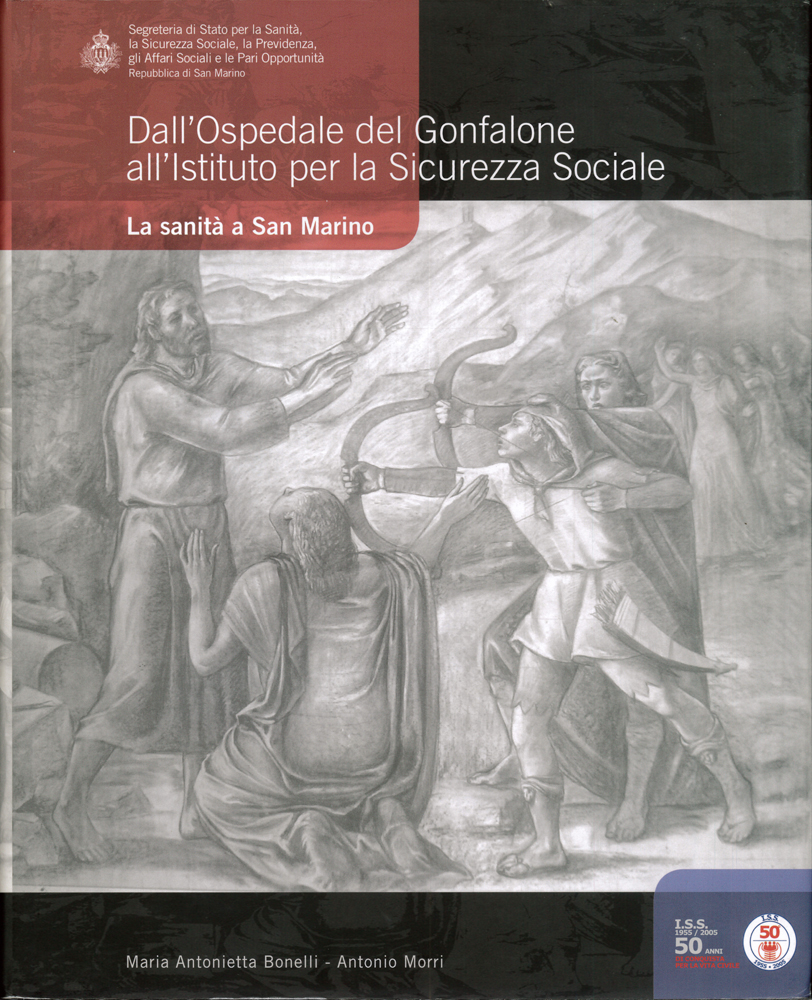 Segreteria di Stato per la Sanità,
la Sicurezza Sociale, la Previdenza,
gli Affari Sociali e le Pari Opportunità
Repubblica di San Marino
Dall'Ospedale del Gonfalone
all'Istituto per la Sicurezza Sociale
La sanità a San Marino
Maria Antonietta Bonelli - Antonio Morri
I.S.S.
1955 / 2005
50 ANNI
I.S.S.
50
1955 • 2005